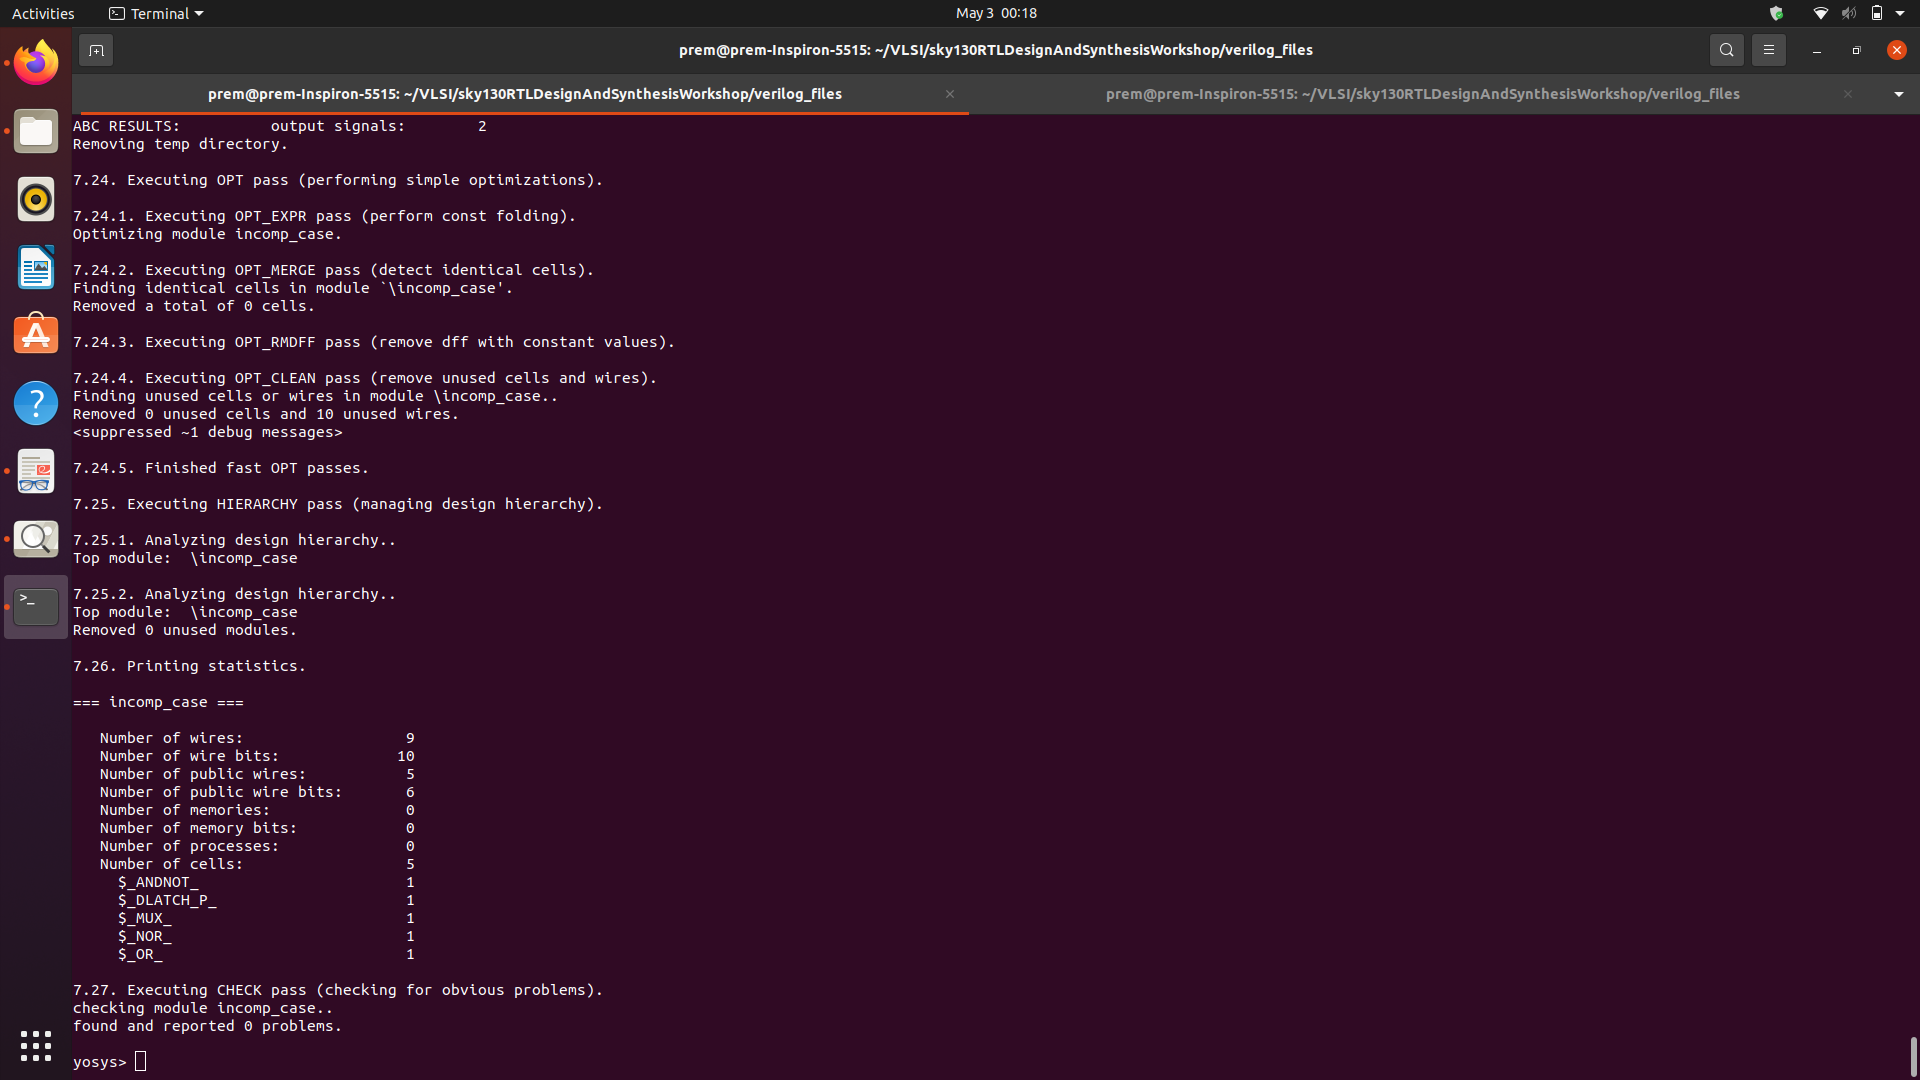 Activities
Terminal
May 3 00:18
prem@prem-Inspiron-5515: ~/VLSI/sky130RTLDesignAndSynthesisWorkshop/verilog_files
prem@prem-Inspiron-5515: ~/VLSI/sky130RTLDesignAndSynthesisWorkshop/verilog_files
prem@prem-Inspiron-5515: ~/VLSI/sky130RTLDesignAndSynthesisWorkshop/verilog_files
ABC RESULTS:          output signals:        2
Removing temp directory.
7.24. Executing OPT pass (performing simple optimizations).
7.24.1. Executing OPT_EXPR pass (perform const folding).
Optimizing module incomp_case.
7.24.2. Executing OPT_MERGE pass (detect identical cells).
Finding identical cells in module `\incomp_case'.
Removed a total of 0 cells.
7.24.3. Executing OPT_RMDFF pass (remove dff with constant values).
7.24.4. Executing OPT_CLEAN pass (remove unused cells and wires).
Finding unused cells or wires in module \incomp_case..
Removed 0 unused cells and 10 unused wires.
<suppressed ~1 debug messages>
7.24.5. Finished fast OPT passes.
7.25. Executing HIERARCHY pass (managing design hierarchy).
7.25.1. Analyzing design hierarchy..
Top module:  \incomp_case
7.25.2. Analyzing design hierarchy..
Top module:  \incomp_case
Removed 0 unused modules.
7.26. Printing statistics.
=== incomp_case ===
Number of wires:                  9
Number of wire bits:             10
Number of public wires:           5
Number of public wire bits:       6
Number of memories:               0
Number of memory bits:            0
Number of processes:              0
Number of cells:                  5
$_ANDNOT_                       1
$_DLATCH_P_                     1
$_MUX_                          1
$_NOR_                          1
$_OR_                           1
7.27. Executing CHECK pass (checking for obvious problems).
checking module incomp_case..
found and reported 0 problems.
yosys>